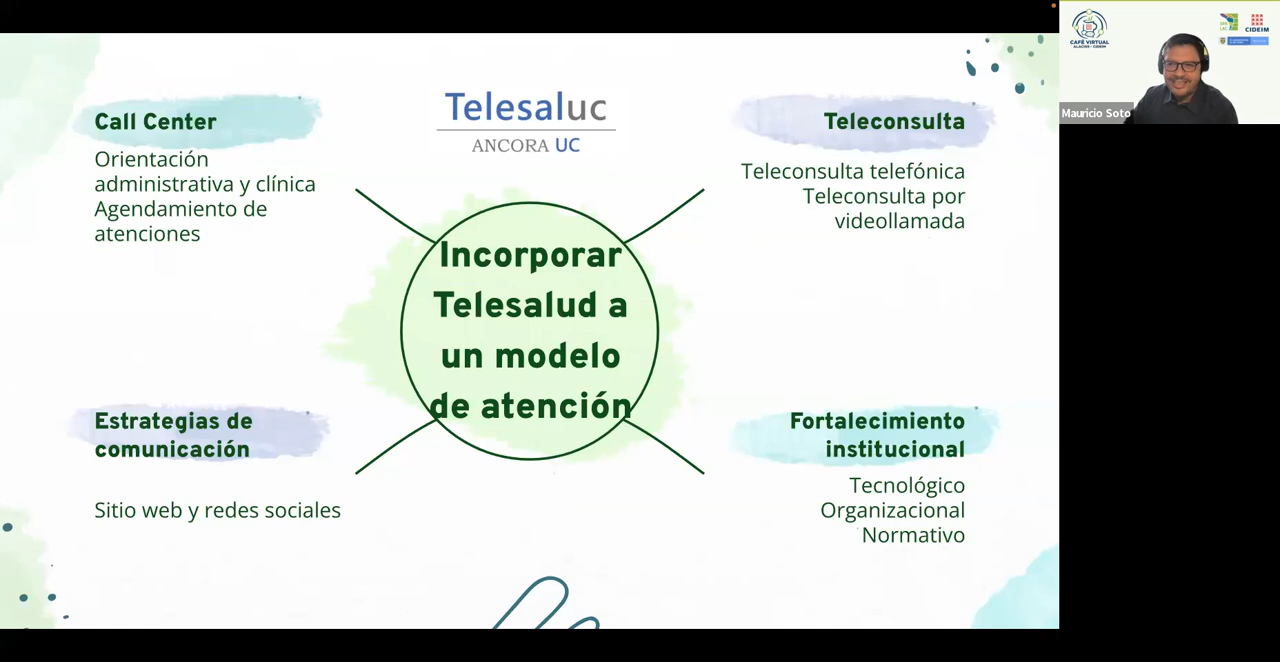 Telesaluc
ANCORA UC
Call Center
Orientación
administrativa y clínica
Agendamiento de
atenciones
Teleconsulta
Teleconsulta telefónica
Teleconsulta por
videollamada
Incorporar
Telesalud a
un modelo
de atención
Estrategias de
comunicación
Sitio web y redes sociales
Fortalecimiento
institucional
Tecnológico
Organizacional
Normativo
CAFÉ VIRTUAL
CIDEIM
Mauricio Soto